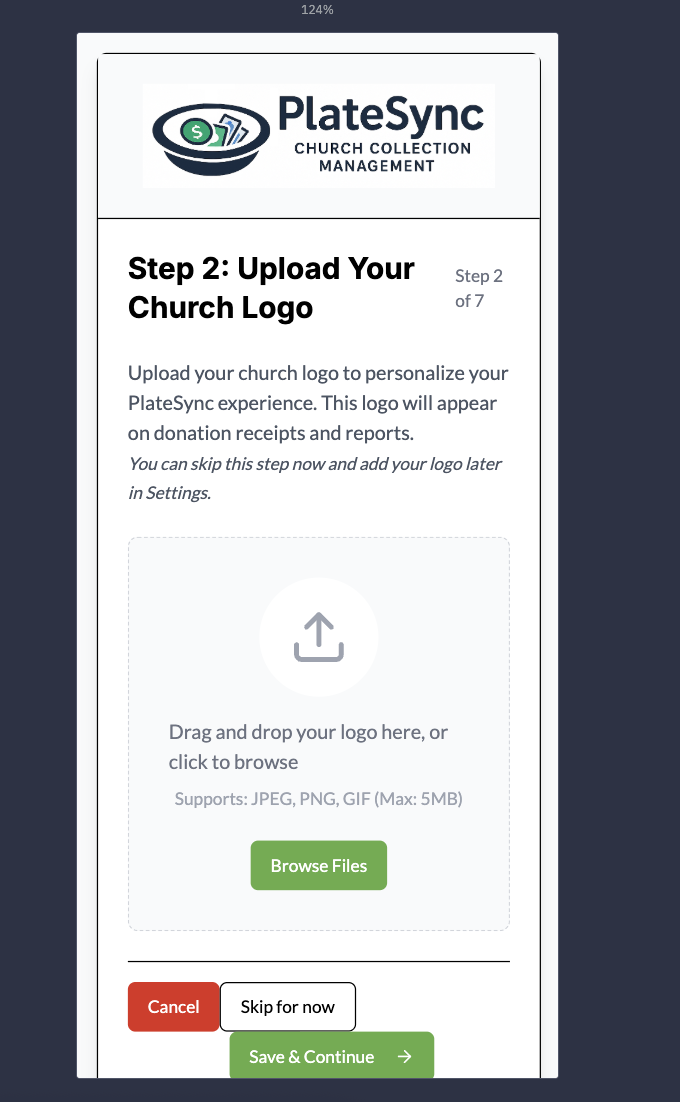 124%
PlateSync
CHURCH COLLECTION
MANAGEMENT
$
Step 2: Upload Your
Church Logo
Step 2
of 7
Upload your church logo to personalize your
PlateSync experience. This logo will appear
on donation receipts and reports.
You can skip this step now and add your logo later
in Settings.
Drag and drop your logo here, or
click to browse
Supports: JPEG, PNG, GIF (Max: 5MB)
Browse Files
Cancel
Skip for now
Save & Continue →